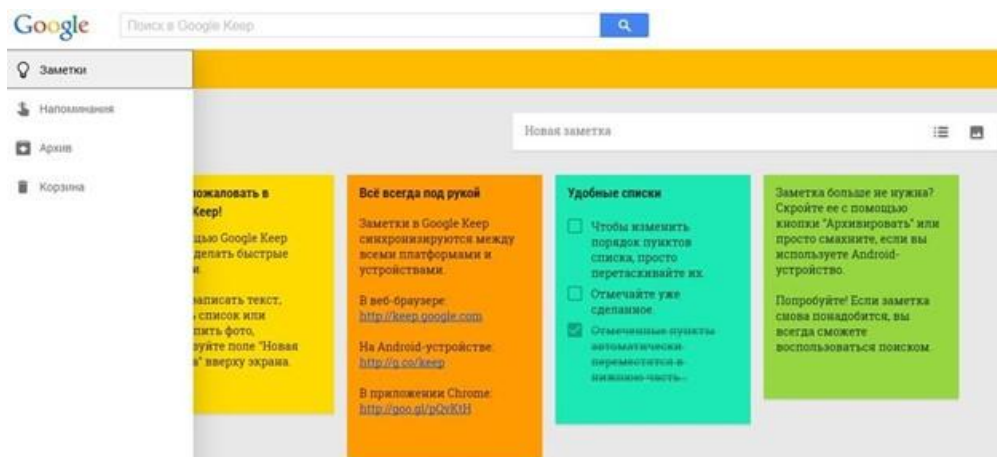 Google
Поиск в Google Keep
Заметки
Напоминания
Архив
Корзина
Новая заметка
ожаловать в
Keep!
щью Google Keep
делать быстрые
и.
записать текст,
список или
пить фото,
зуйте поле "Новая
а" вверху экрана.
Всё всегда под рукой
Заметки в Google Keep
синхронизируются между
всеми платформами и
устройствами.
В веб-браузере:
http://keep.google.com
На Android-устройстве:
http://g.co/keep
В приложении Chrome:
http://goo.gl/pQvKtH
Удобные списки
Чтобы изменить
порядок пунктов
списка, просто
перетаскивайте их.
Отмечайте уже
сделанное.
Отмеченные пункты
автоматически
переместятся в
нижнюю часть.
Заметка больше не нужна?
Скройте ее с помощью
кнопки "Архивировать" или
просто смахните, если вы
используете Android-
устройство.
Попробуйте! Если заметка
снова понадобится, вы
всегда сможете
воспользоваться поиском.